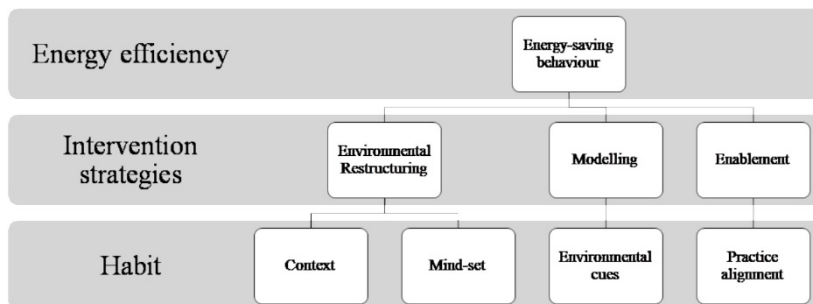 Energy efficiency
Energy-saving
behaviour
Intervention
strategies
Environmental
Restructuring
Modelling
Enablement
Habit
Context
Mind-set
Environmental
cues
Practice
alignment